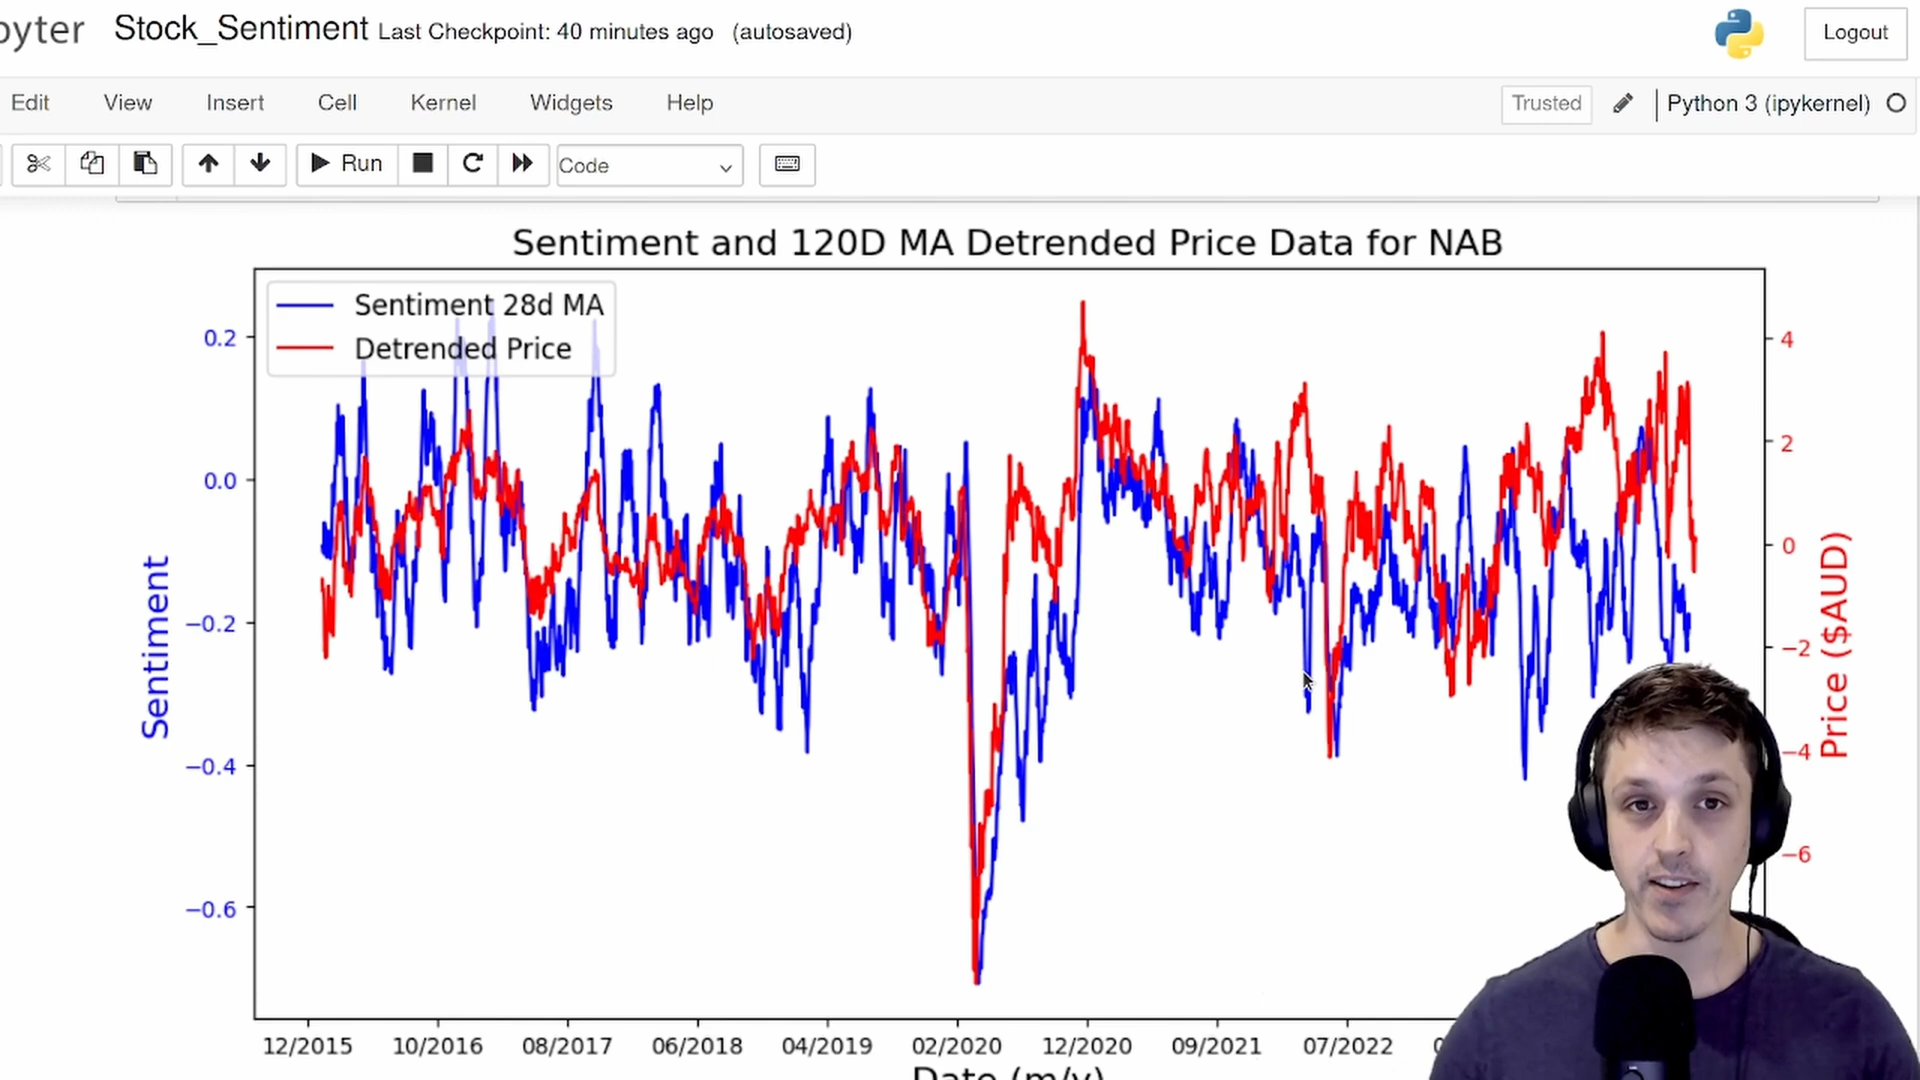 pyter Stock_Sentiment Last Checkpoint: 40 minutes ago (autosaved) Logout
Edit View Insert Cell Kernel Widgets Help Trusted Python 3 (ipykernel)
Run Code
Sentiment and 120D MA Detrended Price Data for NAB
Sentiment 28d MA
Detrended Price
Sentiment
0.2
0.0
−0.2
−0.4
−0.6
4
2
0
−2
−4
−6
Price ($AUD)
12/2015 10/2016 08/2017 06/2018 04/2019 02/2020 12/2020 09/2021 07/2022
Date (m/y)